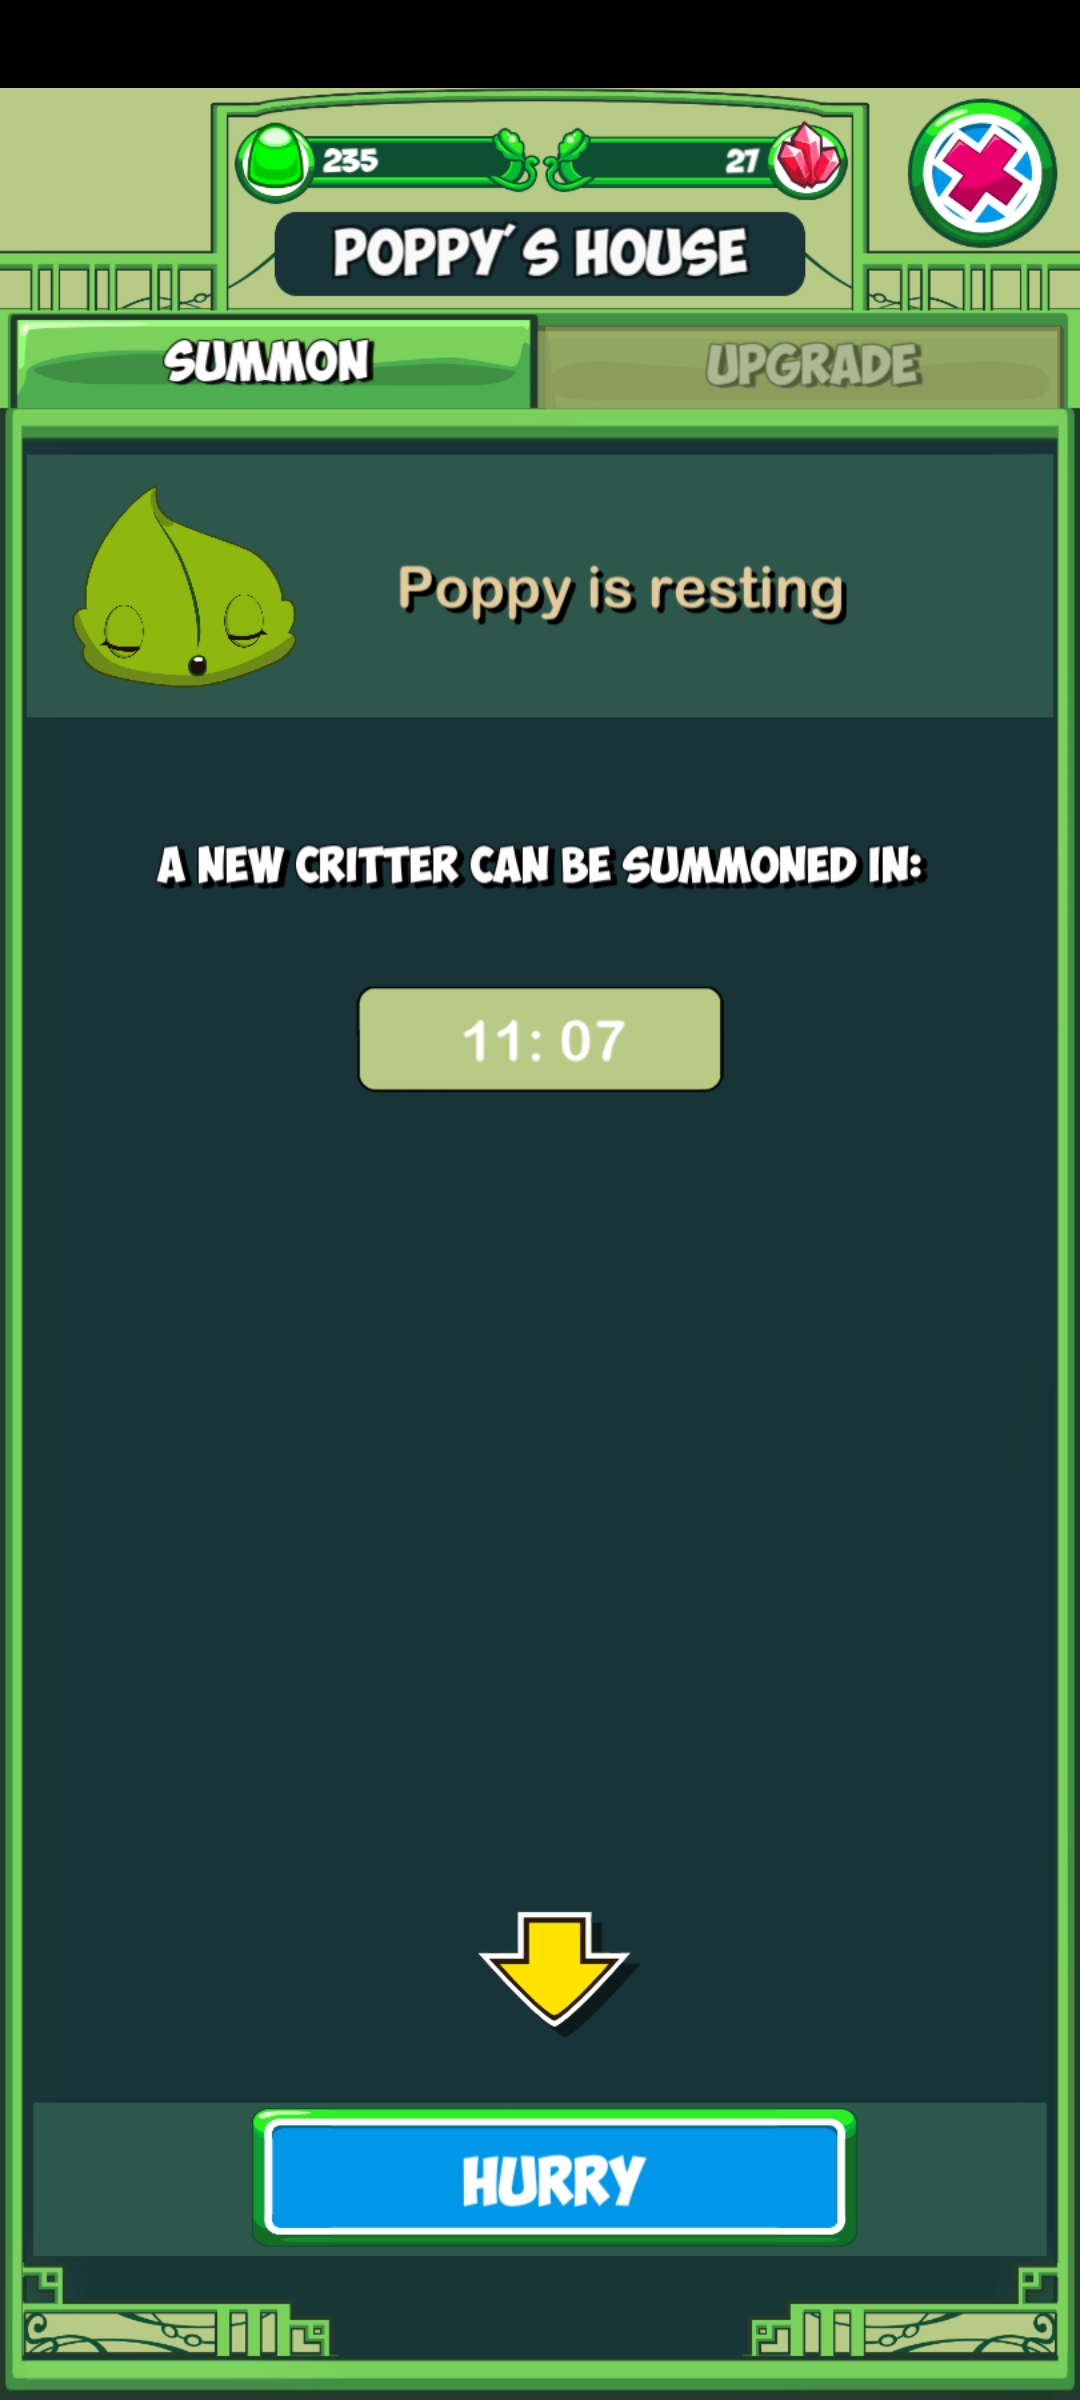 235
27
POPPY´S HOUSE
SUMMON
UPGRADE
Poppy is resting
A NEW CRITTER CAN BE SUMMONED IN:
11: 07
HURRY